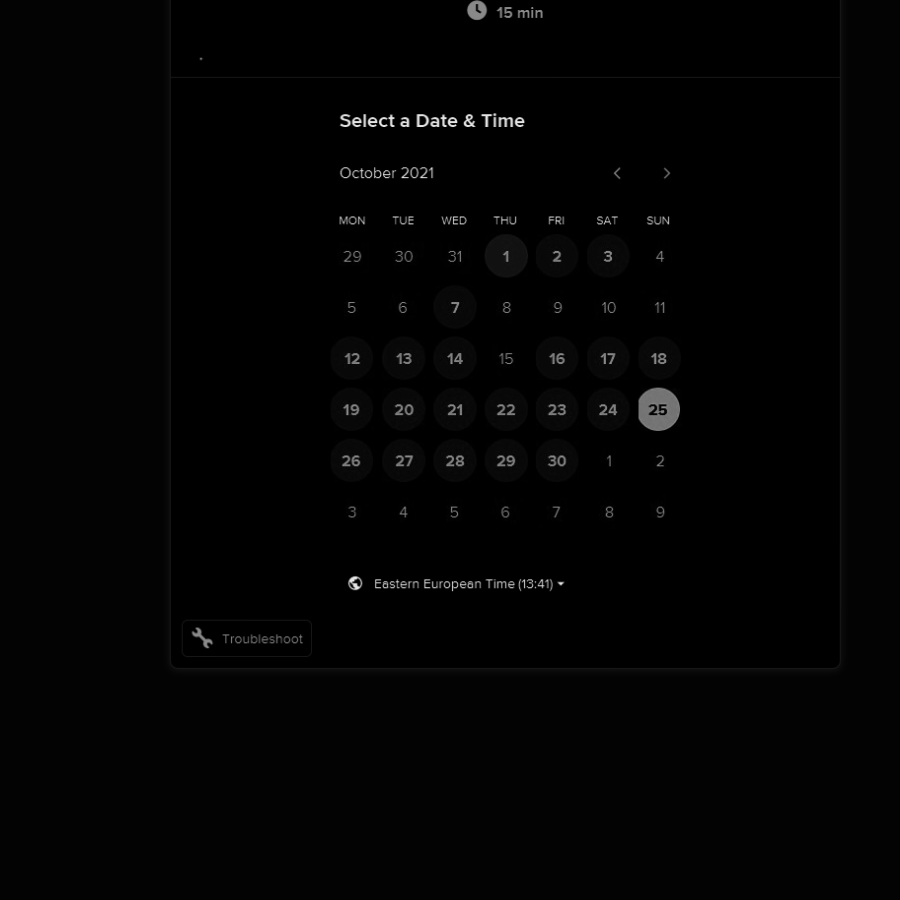 15 min
.
Select a Date & Time
October 2021
MON TUE WED THU FRI SAT SUN
29 30 31 1 2 3 4
5 6 7 8 9 10 11
12 13 14 15 16 17 18
19 20 21 22 23 24 25
26 27 28 29 30 1 2
3 4 5 6 7 8 9
Eastern European Time (13:41)
Troubleshoot